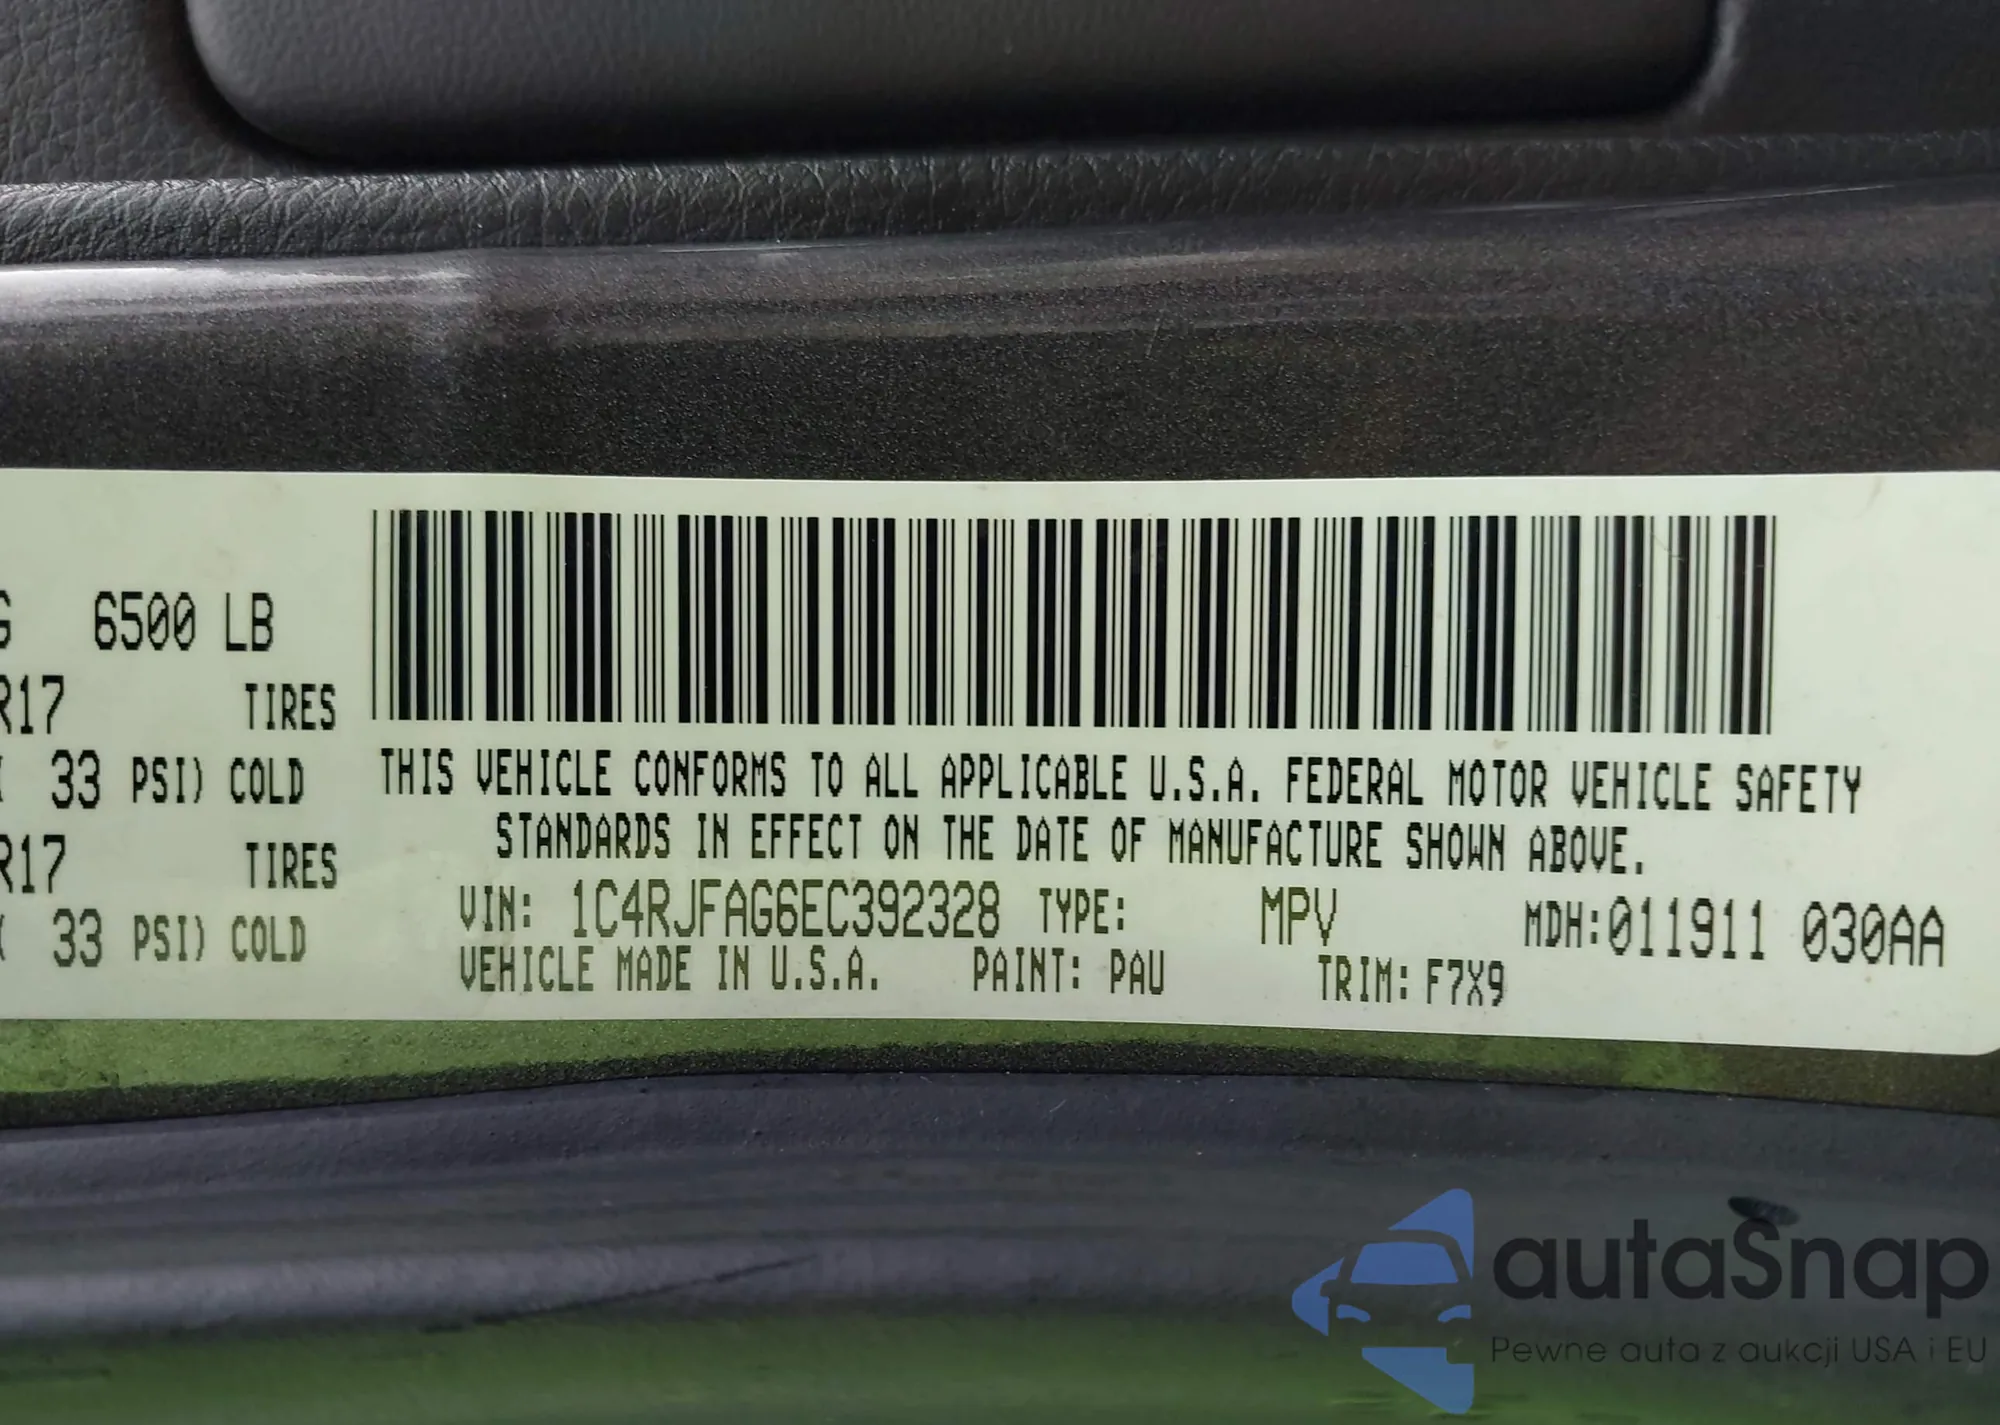 G 6500 LB
R17 TIRES
33 PSI) COLD
R17 TIRES
33 PSI) COLD
THIS VEHICLE CONFORMS TO ALL APPLICABLE U.S.A. FEDERAL MOTOR VEHICLE SAFETY
STANDARDS IN EFFECT ON THE DATE OF MANUFACTURE SHOWN ABOVE.
VIN: 1C4RJFAG6EC392328 TYPE: MPV MDH:011911 030AA
VEHICLE MADE IN U.S.A. PAINT: PAU TRIM: F7X9
autaSnap
Pewne auta z aukcji USA i EU